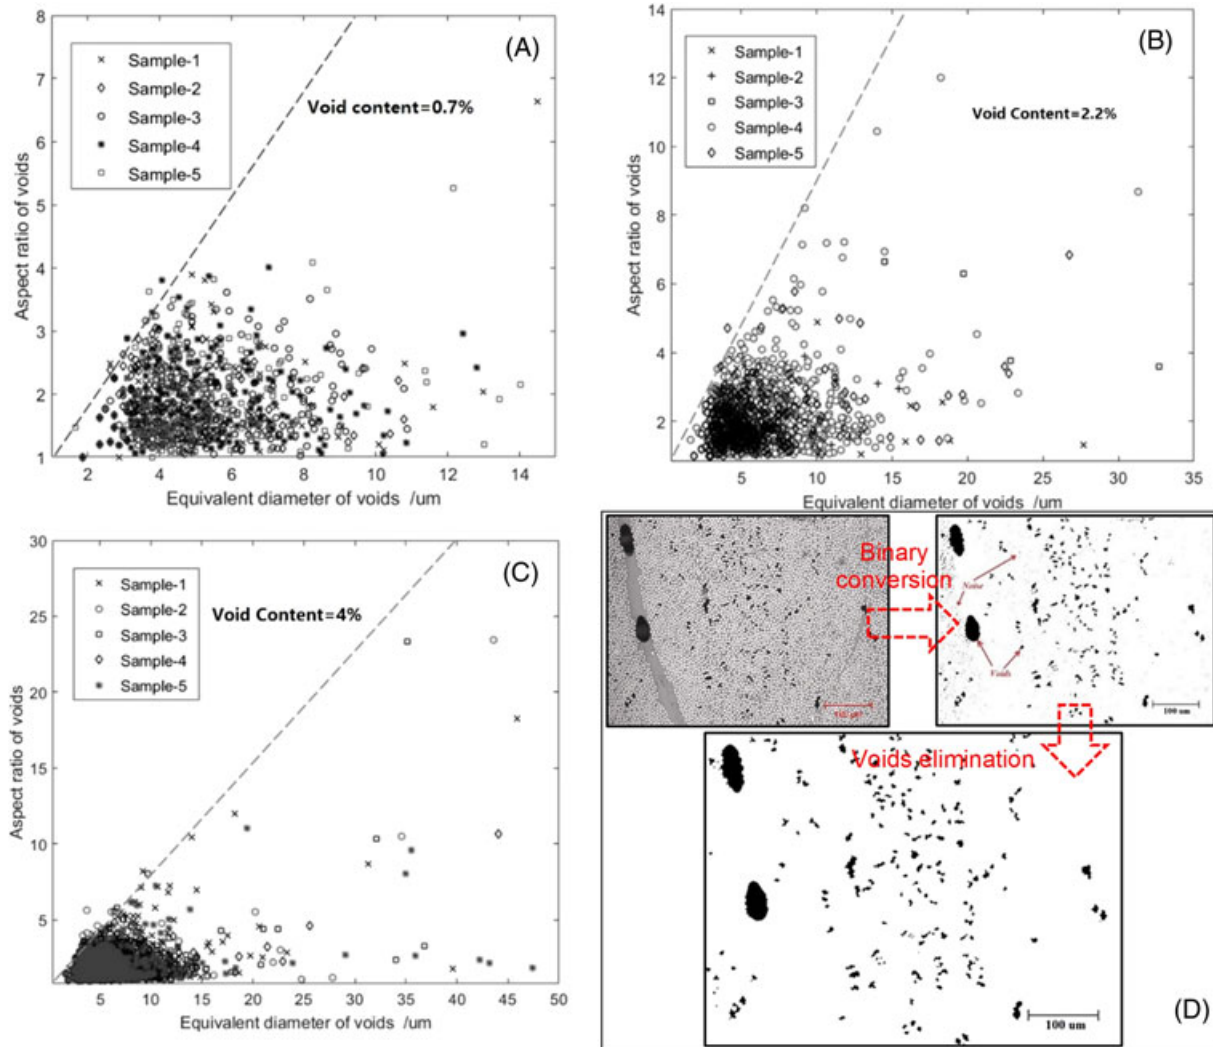 (A)
8
7
6
5
4
3
2
1
Aspect ratio of voids
Sample-1
Sample-2
Sample-3
Sample-4
Sample-5
Void content=0.7%
2
4
6
8
10
12
14
Equivalent diameter of voids /um
(B)
14
12
10
8
6
4
2
Aspect ratio of voids
Sample-1
Sample-2
Sample-3
Sample-4
Sample-5
Void Content=2.2%
5
10
15
20
25
30
35
Equivalent diameter of voids /um
(C)
30
25
20
15
10
5
Aspect ratio of voids
Sample-1
Sample-2
Sample-3
Sample-4
Sample-5
Void Content=4%
5
10
15
20
25
30
35
40
45
50
Equivalent diameter of voids /um
Binary
conversion
Noise
Voids
100 um
Voids elimination
100 um
(D)